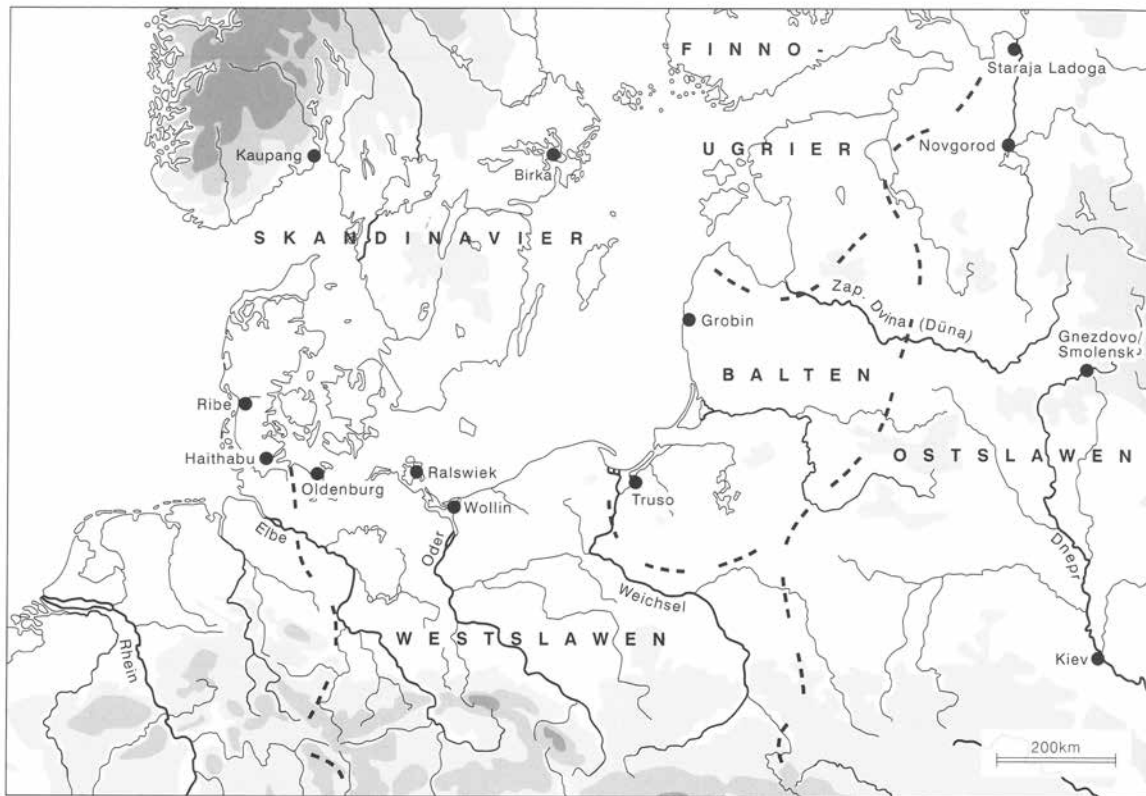 FINNO-
Staraja Ladoga
UGRIER
Novgorod
Kaupang
Birka
SKANDINAVIER
Zap. Dvina (Düna)
Grobin
Gnezdovo/
Smolensk
BALTEN
Ribe
Haithabu
Oldenburg
Ralswiek
Wollin
Truso
OSTSLAWEN
Elbe
Oder
Weichsel
Dnepr
Rhein
WESTSLAWEN
Kiev
200km